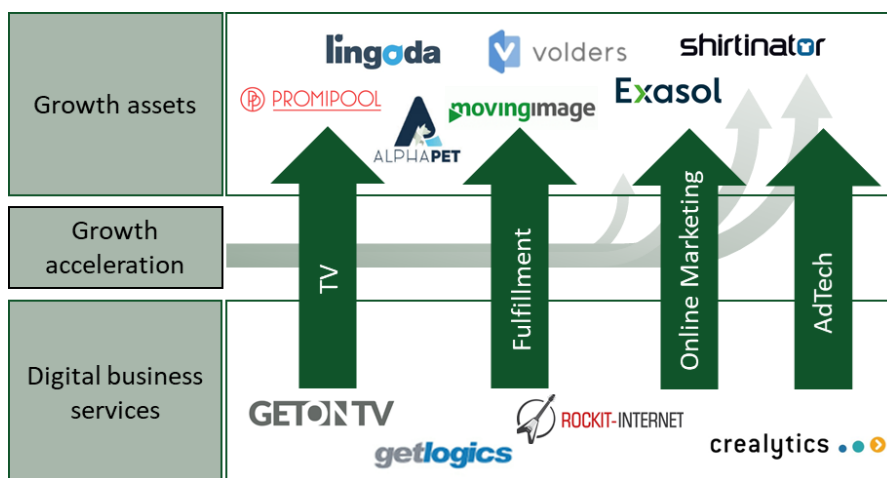 lingoda
volders
shirtinator
Growth assets
PROMIPOOL
ALPHAPET
movingimage
Exasol
Growth
acceleration
TV
Fulfillment
Online Marketing
AdTech
Digital business
services
GETONTV
ROCKIT-INTERNET
getlogics
crealytics